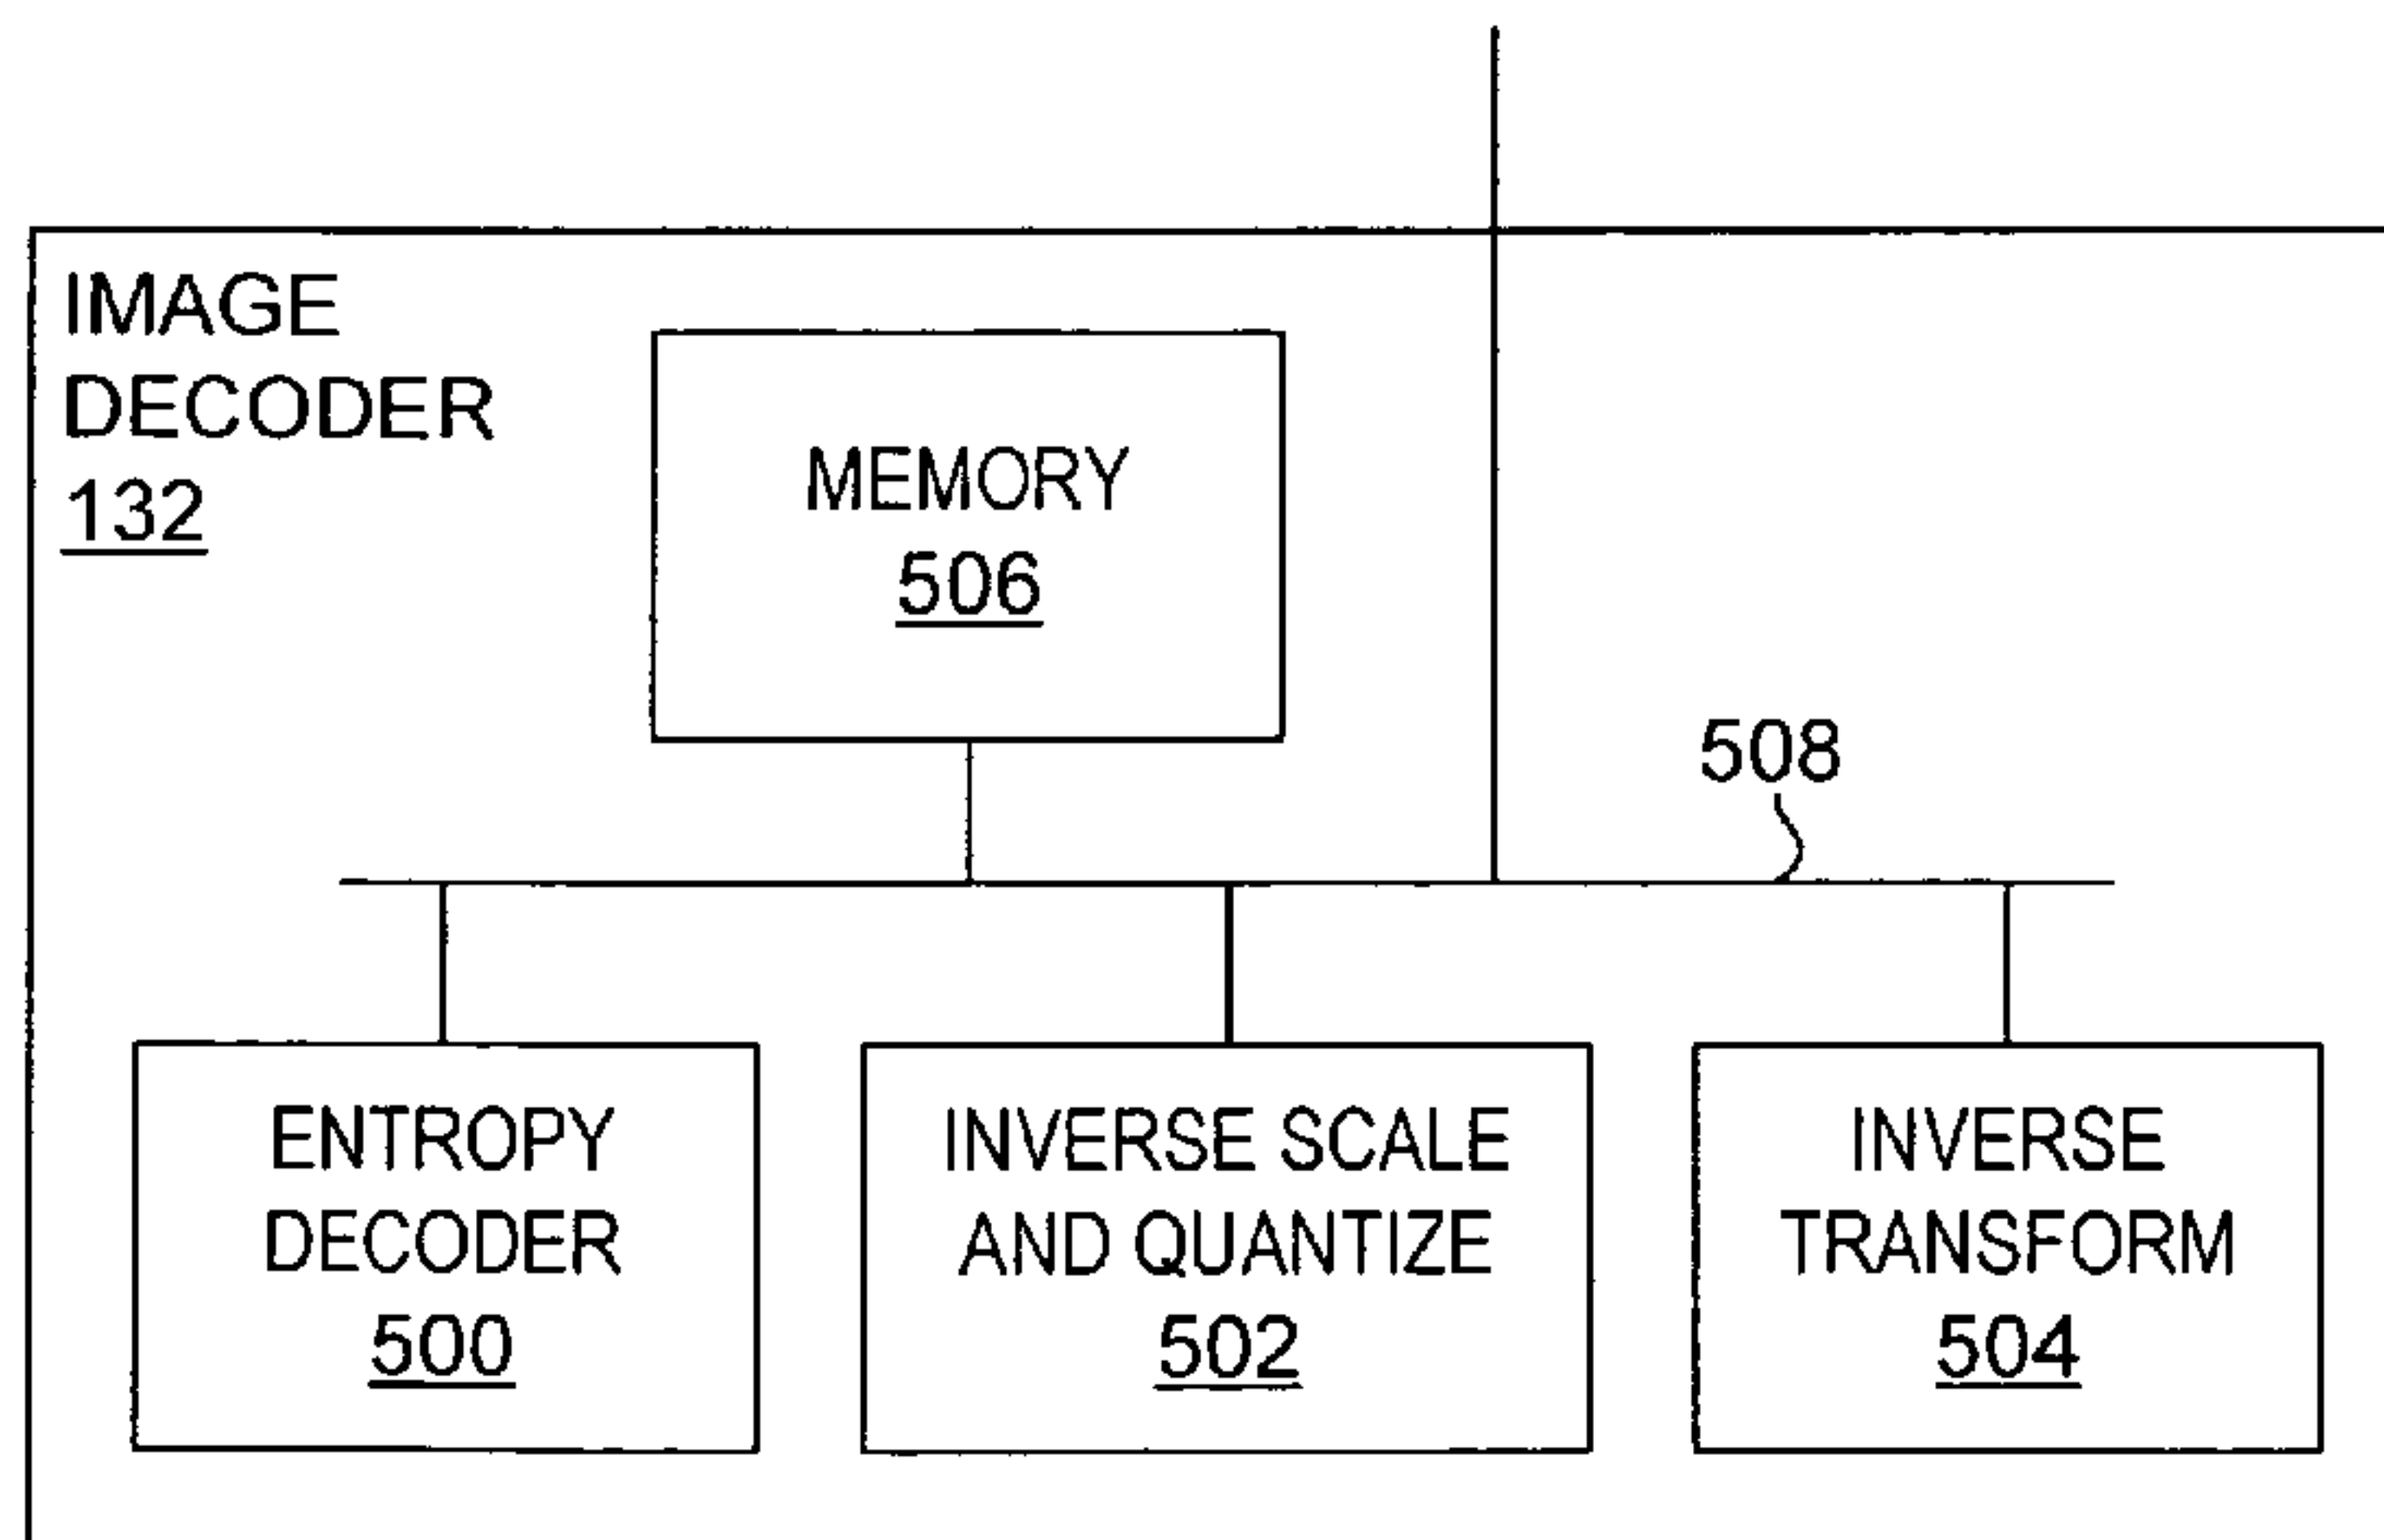 IMAGE
DECODER
132
MEMORY
506
508
ENTROPY
DECODER
500
INVERSE SCALE
AND QUANTIZE
502
INVERSE
TRANSFORM
504